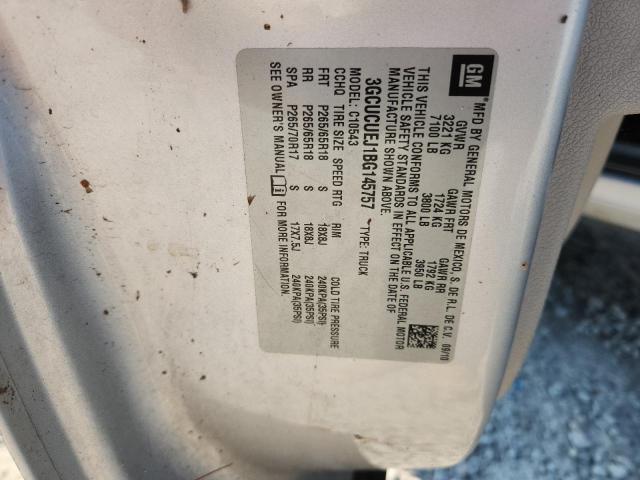 GM
MFD BY GENERAL MOTORS DE MEXICO, S. DE R.L. DE C.V. 09/10
GVWR GAWR FRT GAWR RR
3221 KG 1724 KG 1792 KG
7100 LB 3800 LB 3950 LB
THIS VEHICLE CONFORMS TO ALL APPLICABLE U.S. FEDERAL MOTOR
VEHICLE SAFETY STANDARDS IN EFFECT ON THE DATE OF
MANUFACTURE SHOWN ABOVE.
3GCUCUEJ1BG145757 TYPE: TRUCK
MODEL: C10543
CCHQ TIRE SIZE SPEED RTG RIM COLD TIRE PRESSURE
FRT P265/65R18 S 18X8J 240KPA(35PSI)
RR P265/65R18 S 18X8J 240KPA(35PSI)
SPA P265/70R17 S 17X7.5J 240KPA(35PSI)
SEE OWNER'S MANUAL FOR MORE INFORMATION.